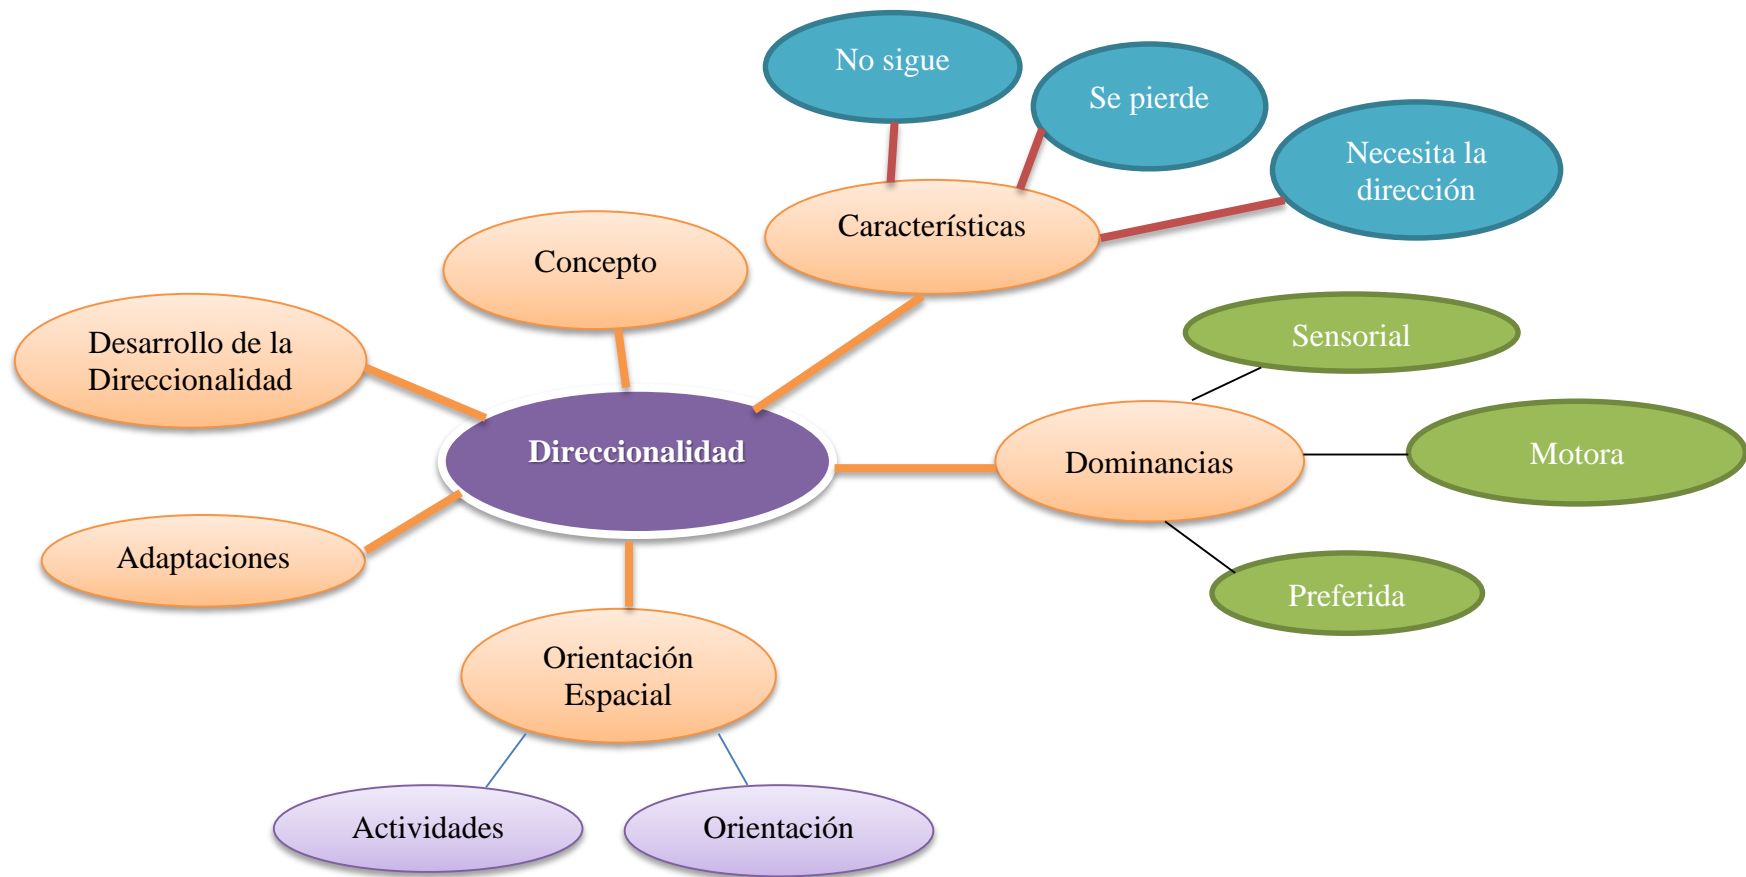 No sigue
Se pierde
Necesita la
dirección
Características
Concepto
Sensorial
Desarrollo de la
Direccionalidad
Direccionalidad
Dominancias
Motora
Adaptaciones
Preferida
Orientación
Espacial
Actividades
Orientación